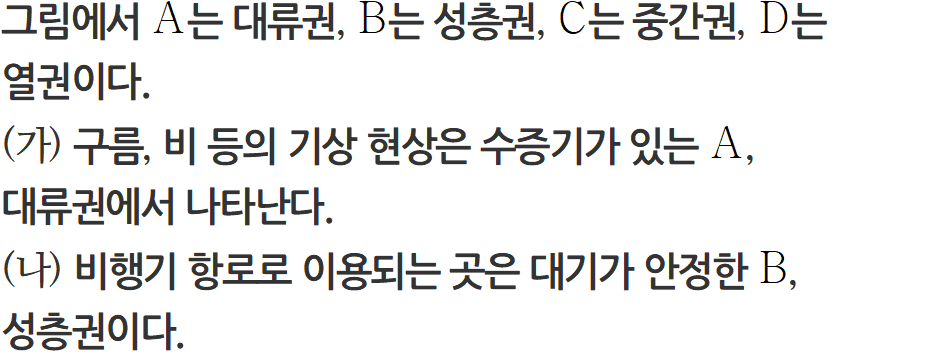 그림에서 A는 대류권, B는 성층권, C는 중간권, D는
열권이다.
(가) 구름, 비 등의 기상 현상은 수증기가 있는 A,
대류권에서 나타난다.
(나) 비행기 항로로 이용되는 곳은 대기가 안정한 B,
성층권이다.